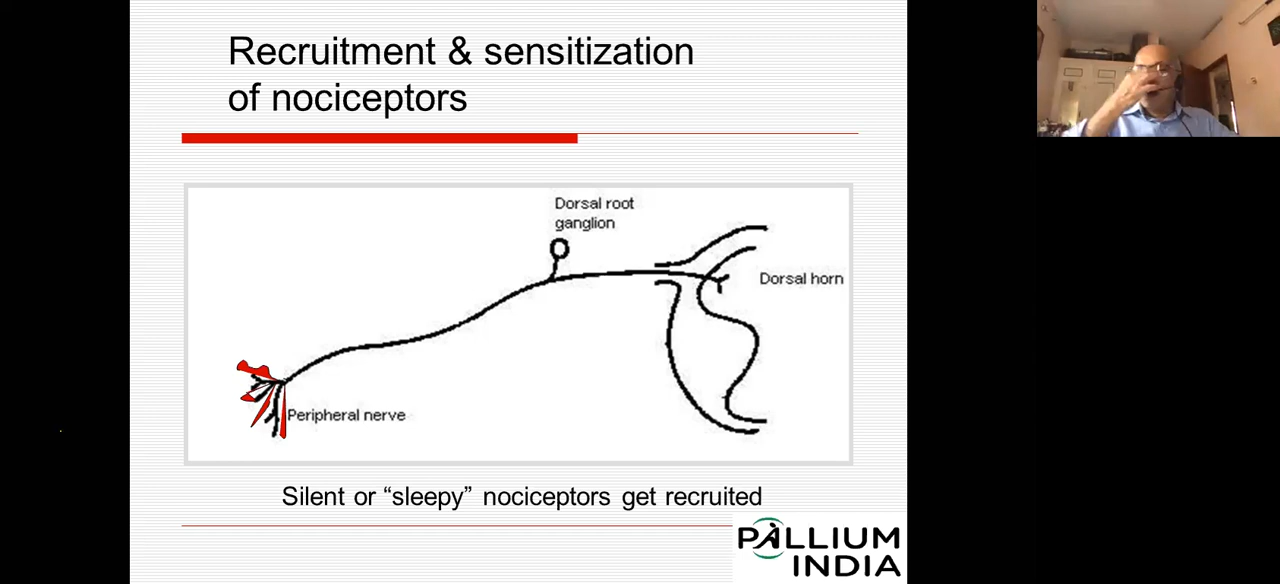 Recruitment & sensitization
of nociceptors
Dorsal root
ganglion
Dorsal horn
Peripheral nerve
Silent or “sleepy” nociceptors get recruited
PALLIUM
INDIA